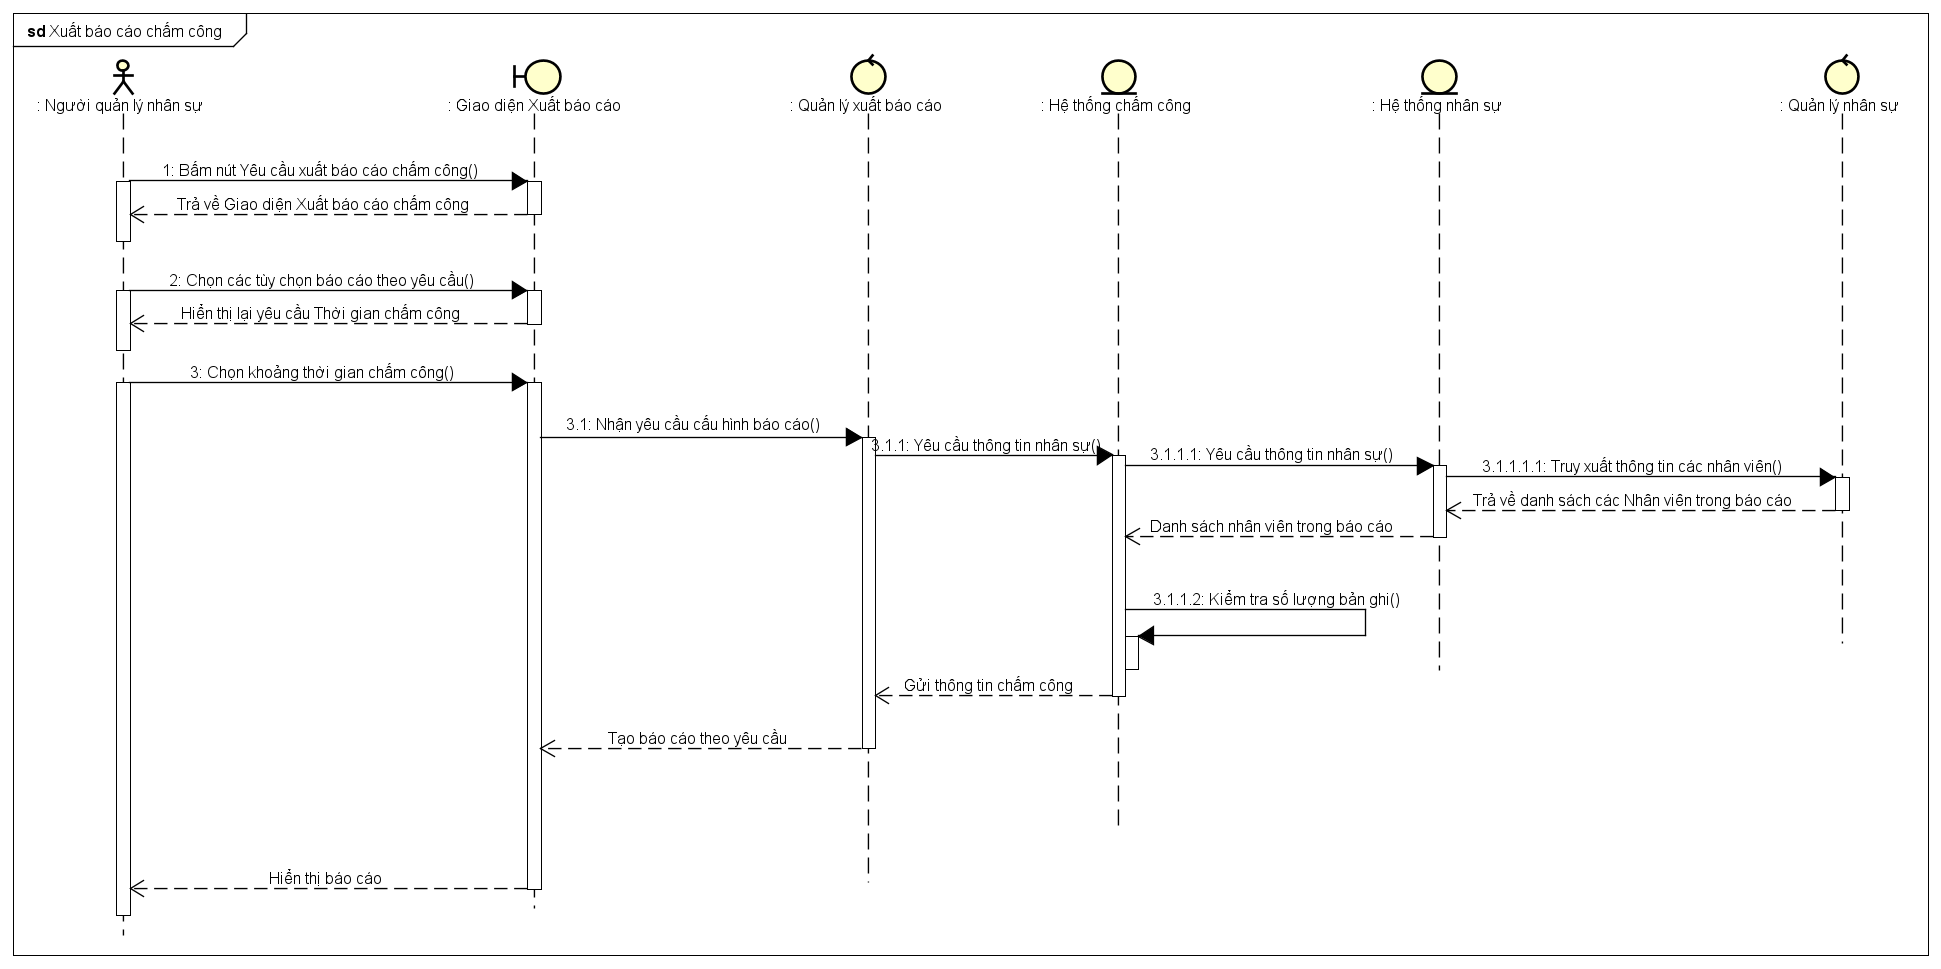 sd Xuất báo cáo chấm công
: Người quản lý nhân sự
: Giao diện Xuất báo cáo
: Quản lý xuất báo cáo
: Hệ thống chấm công
: Hệ thống nhân sự
: Quản lý nhân sự
1: Bấm nút Yêu cầu xuất báo cáo chấm công()
Trả về Giao diện Xuất báo cáo chấm công
2: Chọn các tùy chọn báo cáo theo yêu cầu()
Hiển thị lại yêu cầu Thời gian chấm công
3: Chọn khoảng thời gian chấm công()
3.1: Nhận yêu cầu cấu hình báo cáo()
3.1.1: Yêu cầu thông tin nhân sự()
3.1.1.1: Yêu cầu thông tin nhân sự()
3.1.1.1.1: Truy xuất thông tin các nhân viên()
Trả về danh sách các Nhân viên trong báo cáo
Danh sách nhân viên trong báo cáo
3.1.1.2: Kiểm tra số lượng bản ghi()
Gửi thông tin chấm công
Tạo báo cáo theo yêu cầu
Hiển thị báo cáo